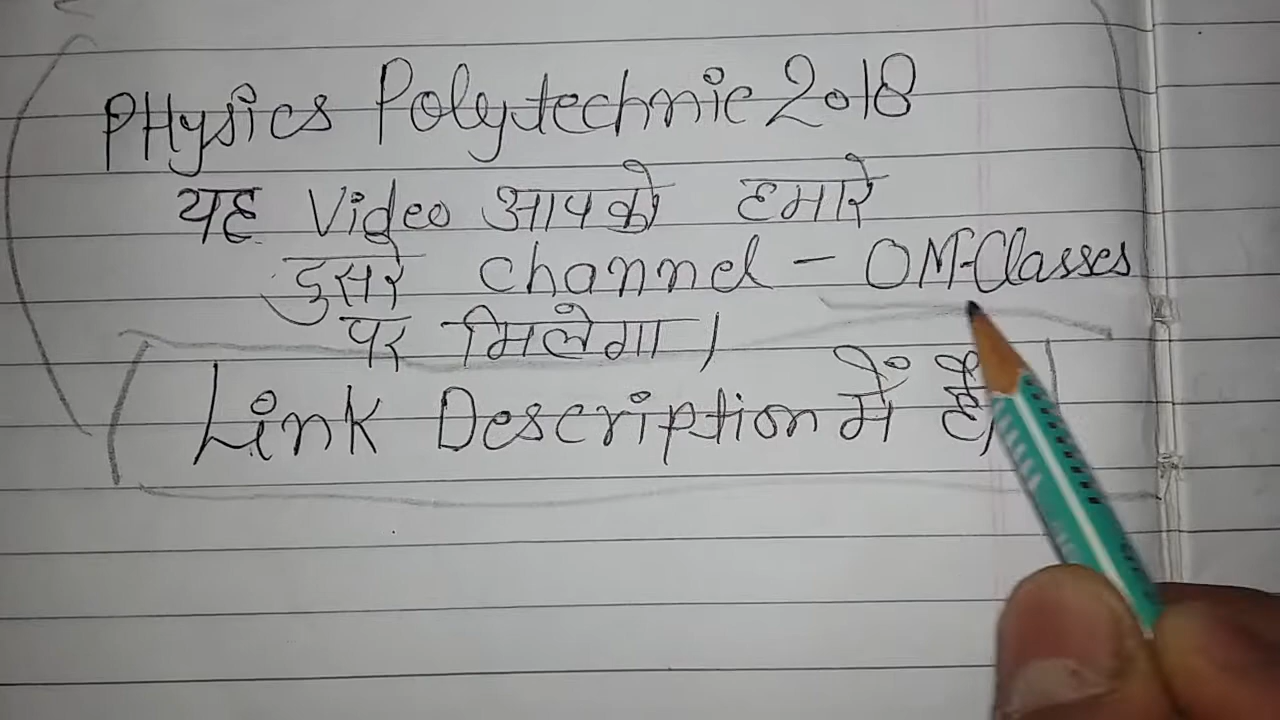 PHysics Polytechnic 2018
यह Video आपको हमारे
दुसरे channel - OM-Classes
पर मिलेगा।
Link Description में है।